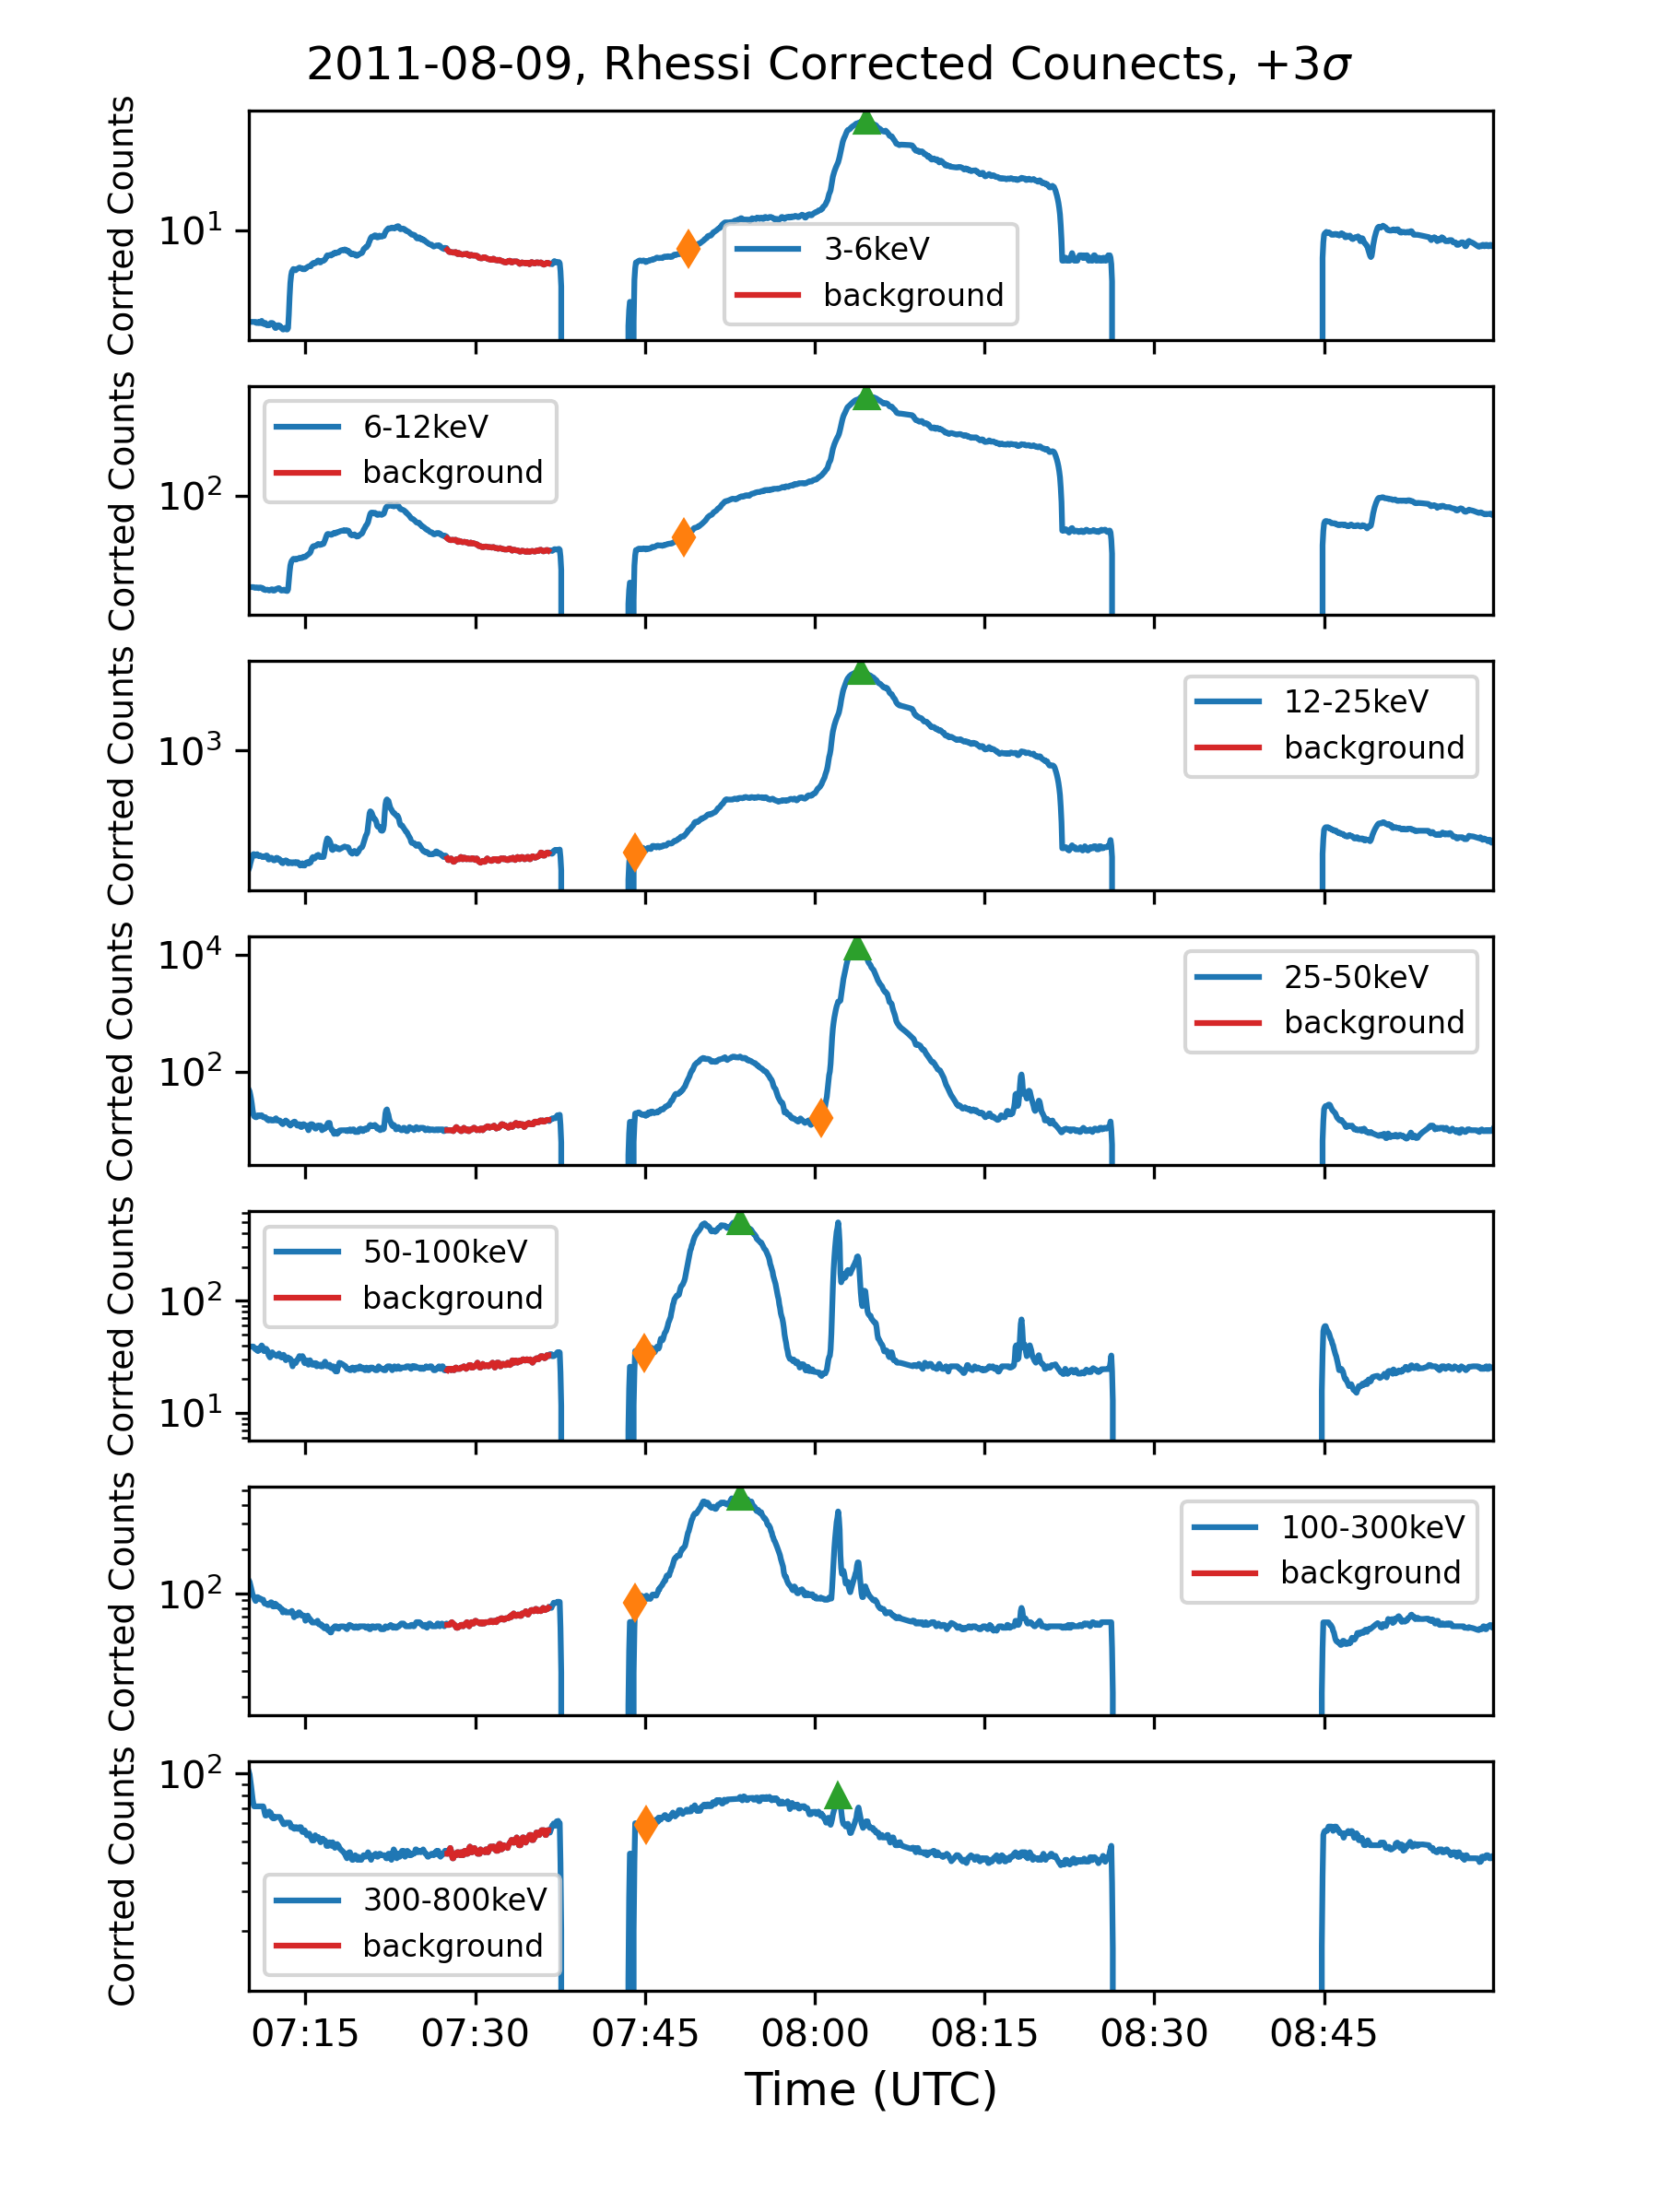 2011-08-09, Rhessi Corrected Counects, +3σ
Corrted Counts
10¹
3-6keV
background
Corrted Counts
10²
6-12keV
background
Corrted Counts
10³
12-25keV
background
Corrted Counts
10⁴
10²
25-50keV
background
Corrted Counts
10²
10¹
50-100keV
background
Corrted Counts
10²
100-300keV
background
Corrted Counts
10²
300-800keV
background
07:15 07:30 07:45 08:00 08:15 08:30 08:45
Time (UTC)